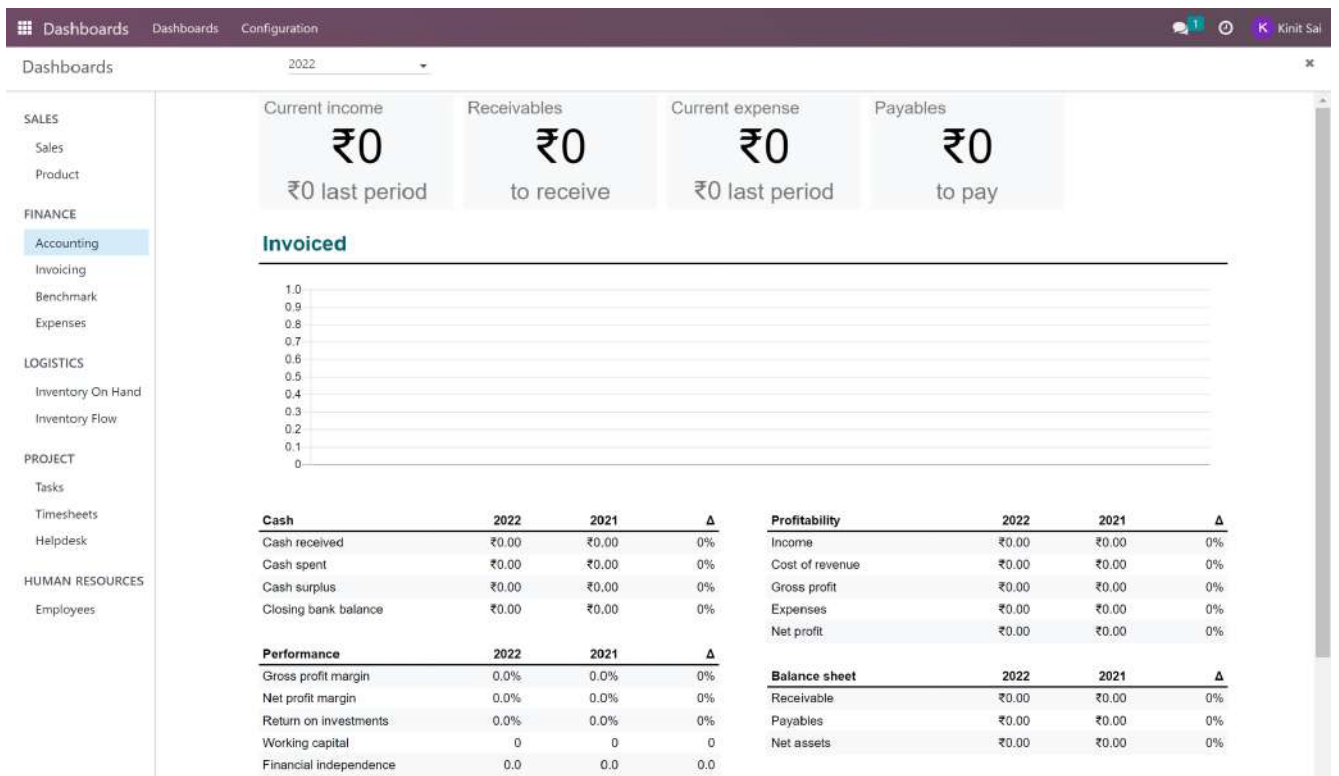 Dashboards Dashboards Configuration 1 K Kinit Sai
Dashboards 2022
SALES
Sales
Product
FINANCE
Accounting
Invoicing
Benchmark
Expenses
LOGISTICS
Inventory On Hand
Inventory Flow
PROJECT
Tasks
Timesheets
Helpdesk
HUMAN RESOURCES
Employees
Current income Receivables Current expense Payables
₹0 ₹0 ₹0 ₹0
₹0 last period to receive ₹0 last period to pay
Invoiced
1.0
0.9
0.8
0.7
0.6
0.5
0.4
0.3
0.2
0.1
0
Cash 2022 2021 Δ
Cash received ₹0.00 ₹0.00 0%
Cash spent ₹0.00 ₹0.00 0%
Cash surplus ₹0.00 ₹0.00 0%
Closing bank balance ₹0.00 ₹0.00 0%
Performance 2022 2021 Δ
Gross profit margin 0.0% 0.0% 0%
Net profit margin 0.0% 0.0% 0%
Return on investments 0.0% 0.0% 0%
Working capital 0 0 0
Financial independence 0.0 0.0 0.0
Profitability 2022 2021 Δ
Income ₹0.00 ₹0.00 0%
Cost of revenue ₹0.00 ₹0.00 0%
Gross profit ₹0.00 ₹0.00 0%
Expenses ₹0.00 ₹0.00 0%
Net profit ₹0.00 ₹0.00 0%
Balance sheet 2022 2021 Δ
Receivable ₹0.00 ₹0.00 0%
Payables ₹0.00 ₹0.00 0%
Net assets ₹0.00 ₹0.00 0%